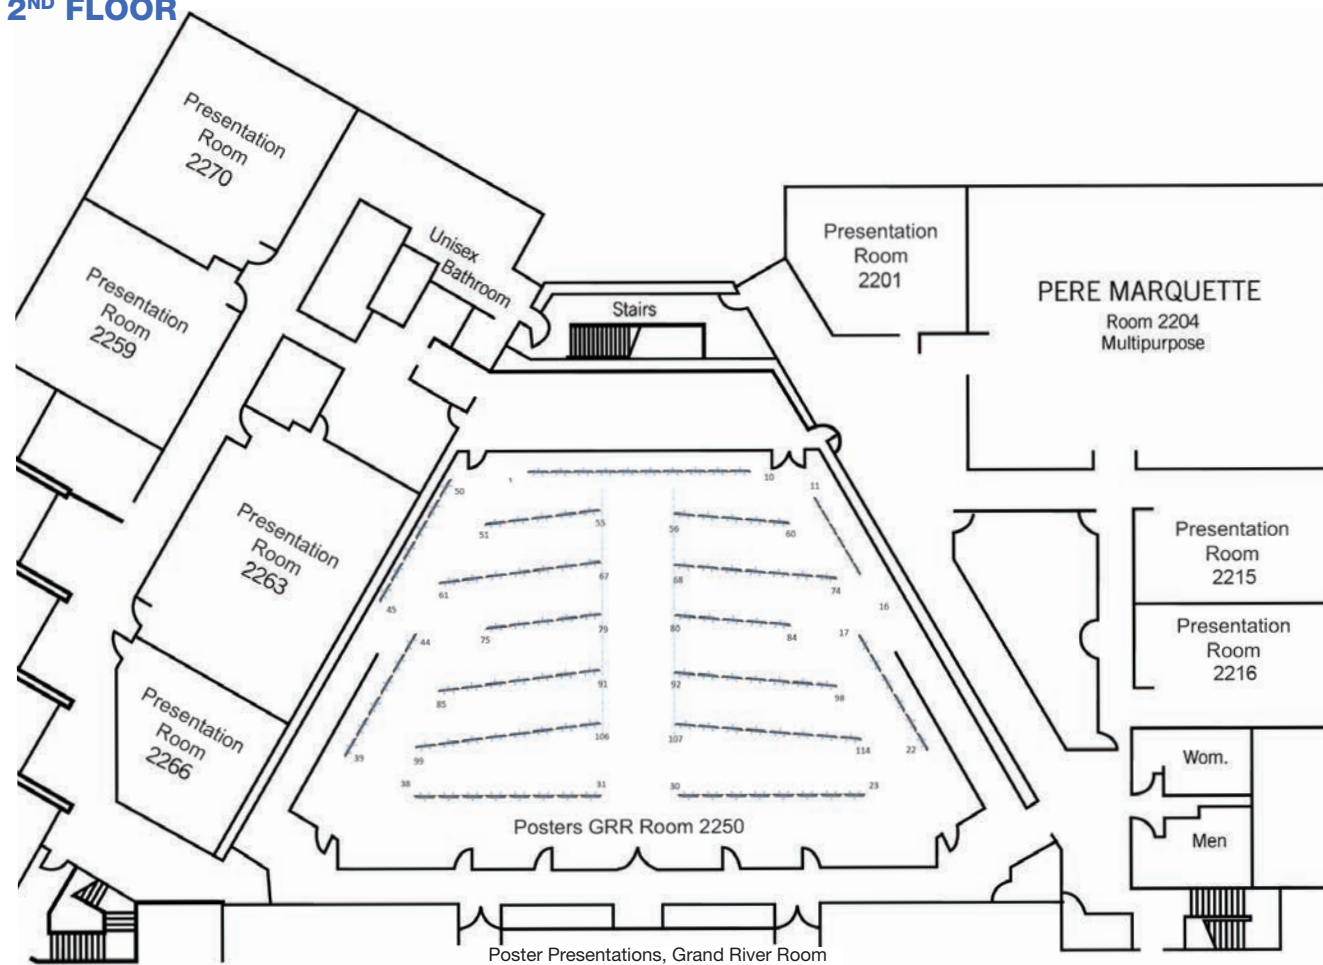 2ND FLOOR
Presentation
Room
2270
Unisex
Bathroom
Presentation
Room
2201
PERE MARQUETTE
Room 2204
Multipurpose
Presentation
Room
2259
Stairs
1
10
11
50
51
55
56
60
Presentation
Room
2263
Presentation
Room
2215
61
67
68
74
45
16
75
79
80
84
17
44
Presentation
Room
2216
85
91
92
98
Presentation
Room
2266
99
106
107
114
22
39
Wom.
38
31
30
23
Posters GRR Room 2250
Men
Poster Presentations, Grand River Room